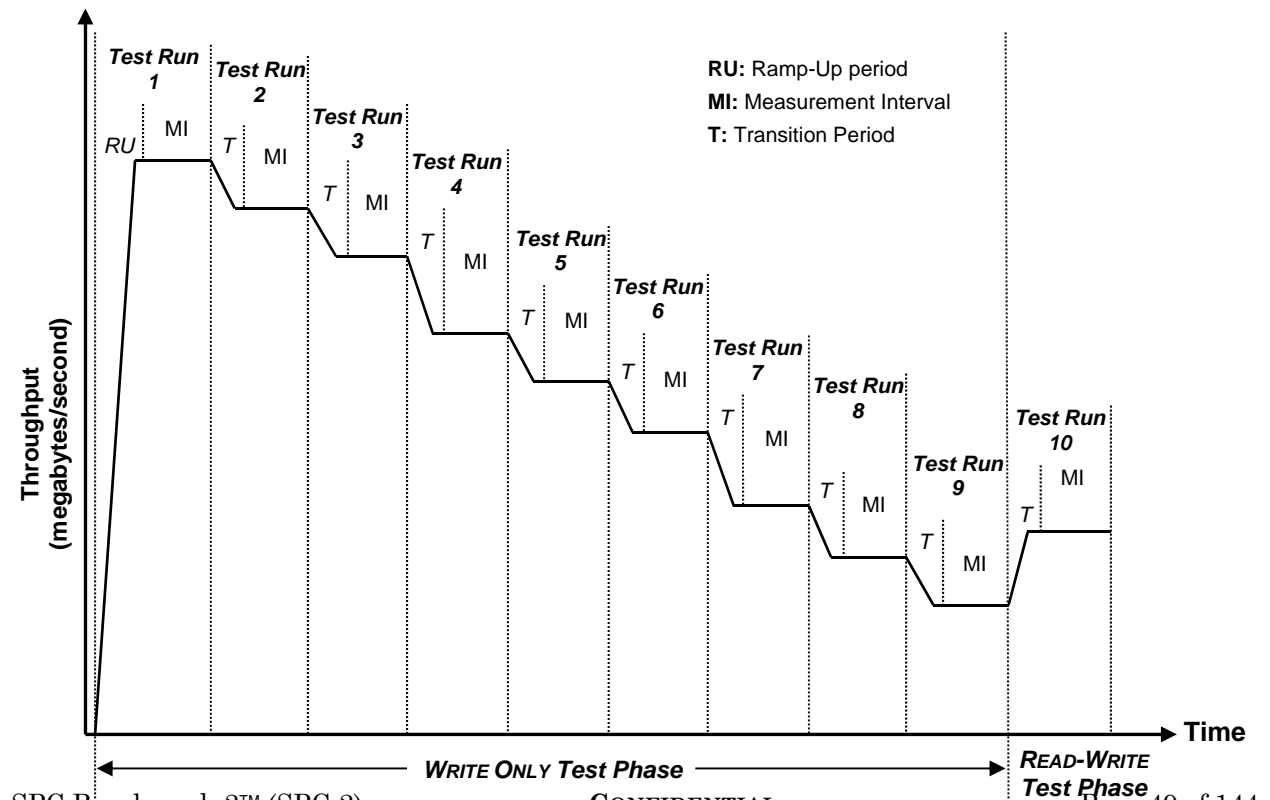 Test Run
1
Test Run
2
Test Run
3
Test Run
4
Test Run
5
Test Run
6
Test Run
7
Test Run
8
Test Run
9
Test Run
10
RU: Ramp-Up period
MI: Measurement Interval
T: Transition Period
RU
MI
T
MI
T
MI
T
MI
T
MI
T
MI
T
MI
T
MI
T
MI
T
MI
Throughput
(megabytes/second)
Time
WRITE ONLY Test Phase
READ-WRITE
Test Phase
CONFIDENTIAL
49 of 144